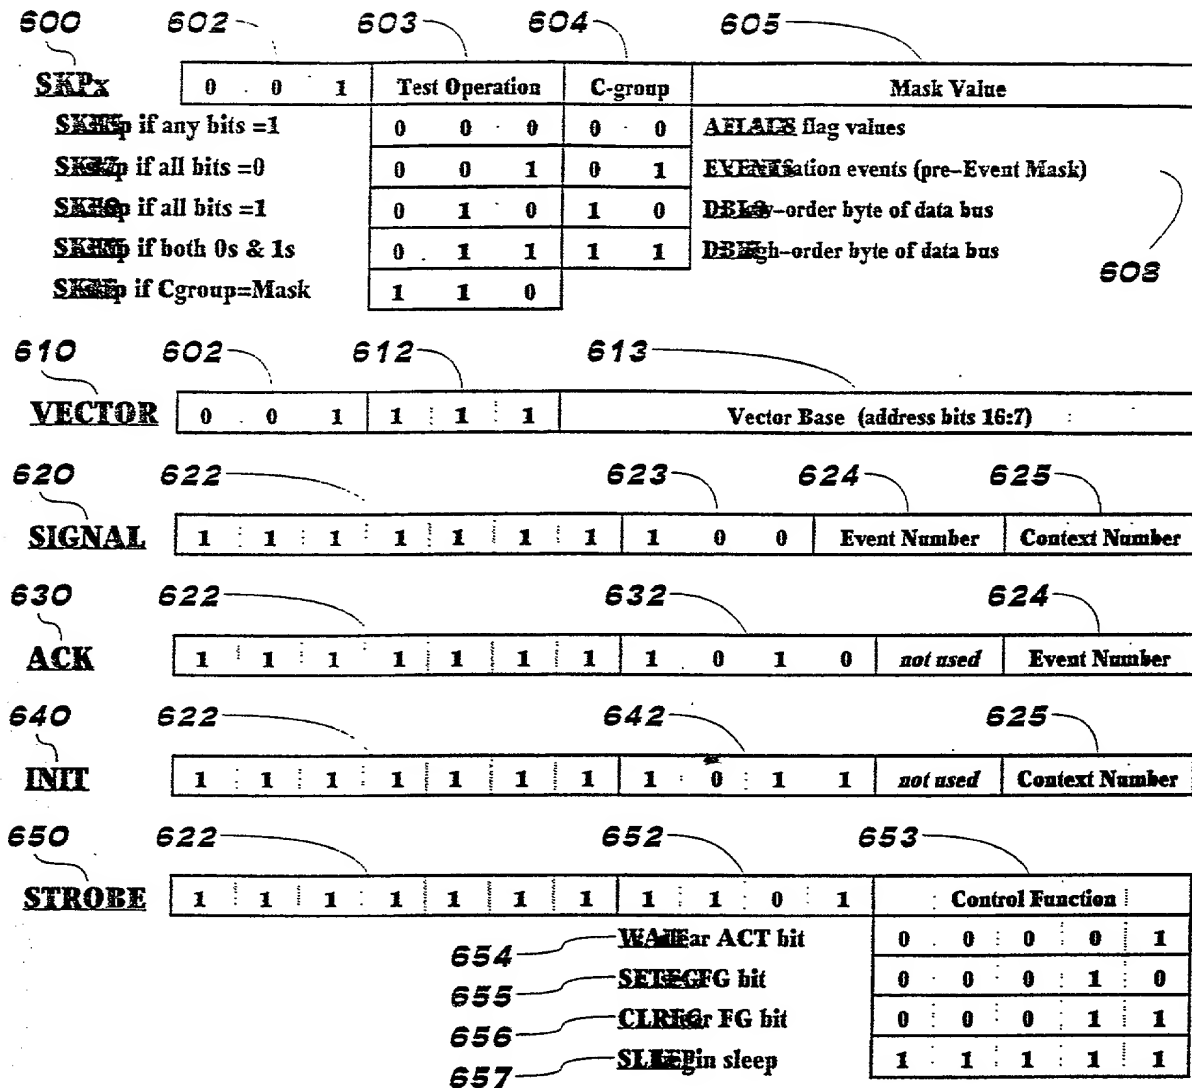 600 602 603 604 605
SKPx 0 0 1 Test Operation C-group Mask Value
if any bits =1 0 0 0 0 0 flag values
if all bits =0 0 0 1 0 1 events (pre-Event Mask)
if all bits =1 0 1 0 1 0 -order byte of data bus
if both 0s & 1s 0 1 1 1 1 -order byte of data bus
608
if Cgroup=Mask 1 1 0
610 602 612 613
VECTOR 0 0 1 1 1 1 Vector Base (address bits 16:7)
620 622 623 624 625
SIGNAL 1 1 1 1 1 1 1 1 0 0 Event Number Context Number
630 622 632 624
ACK 1 1 1 1 1 1 1 1 0 1 0 not used Event Number
640 622 642 625
INIT 1 1 1 1 1 1 1 1 0 1 1 not used Context Number
650 622 652 653
STROBE 1 1 1 1 1 1 1 1 1 0 1 Control Function
654 ACT bit 0 0 0 0 1
655 FG bit 0 0 0 1 0
656 FG bit 0 0 0 1 1
657 sleep 1 1 1 1 1